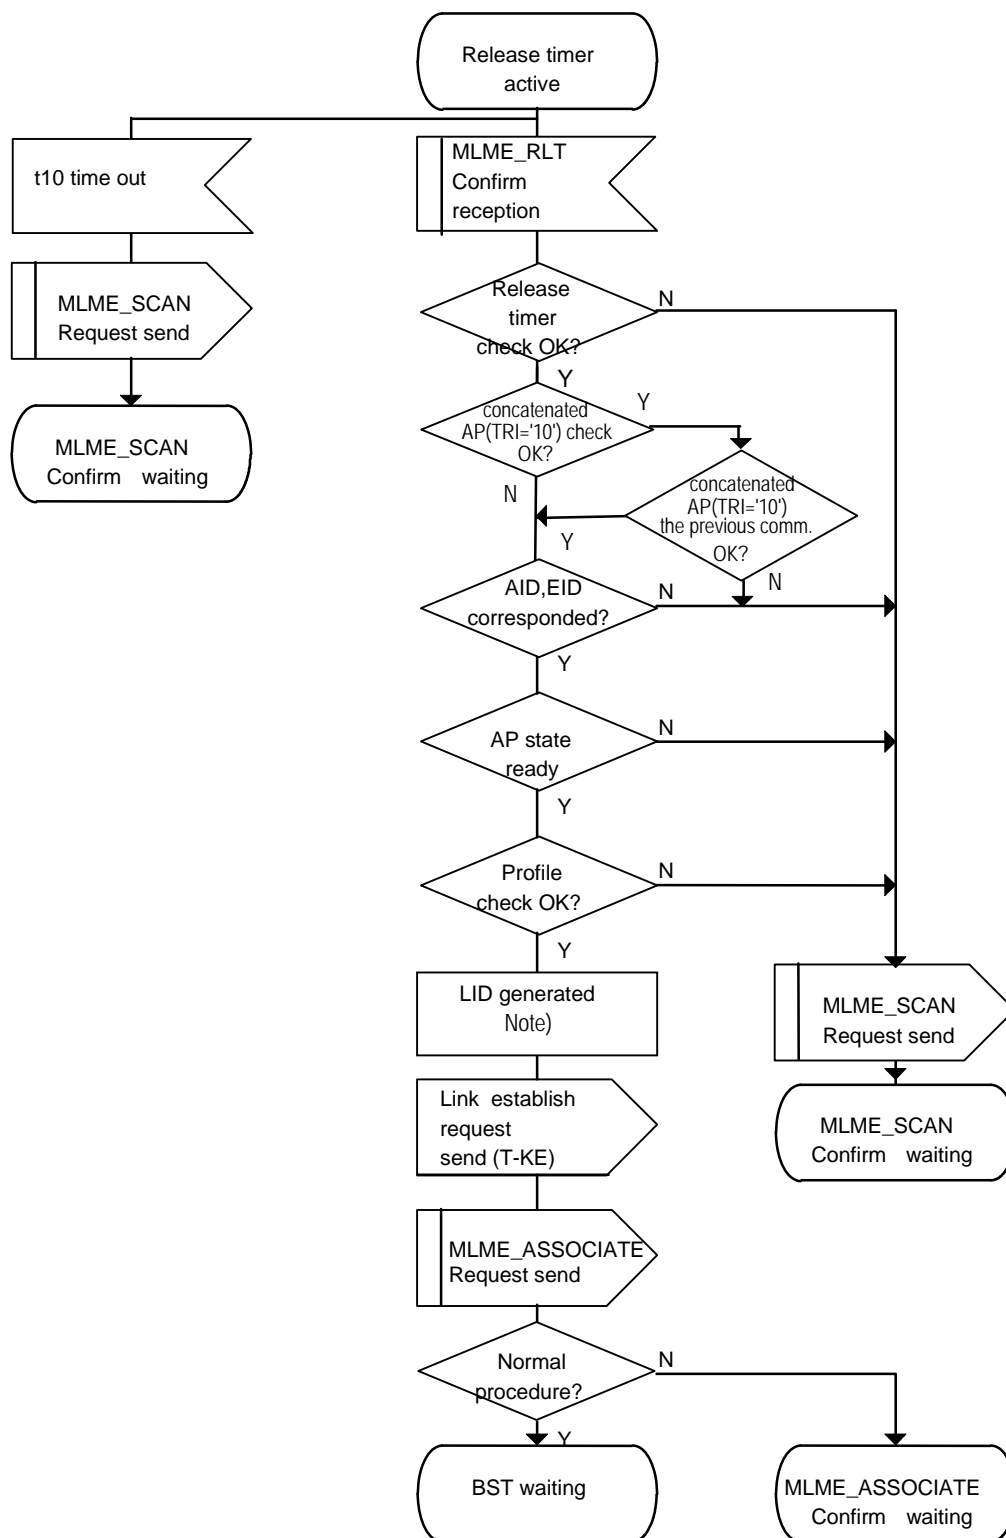 Release timer
active
t10 time out
MLME_RLT
Confirm
reception
MLME_SCAN
Request send
Release
timer
check OK?
N
Y
MLME_SCAN
Confirm waiting
concatenated
AP(TRI='10') check
OK?
Y
N
concatenated
AP(TRI='10')
the previous comm.
OK?
Y
N
AID,EID
corresponded?
N
Y
AP state
ready
N
Y
Profile
check OK?
N
Y
LID generated
Note)
MLME_SCAN
Request send
Link establish
request
send (T-KE)
MLME_SCAN
Confirm waiting
MLME_ASSOCIATE
Request send
Normal
procedure?
N
Y
BST waiting
MLME_ASSOCIATE
Confirm waiting